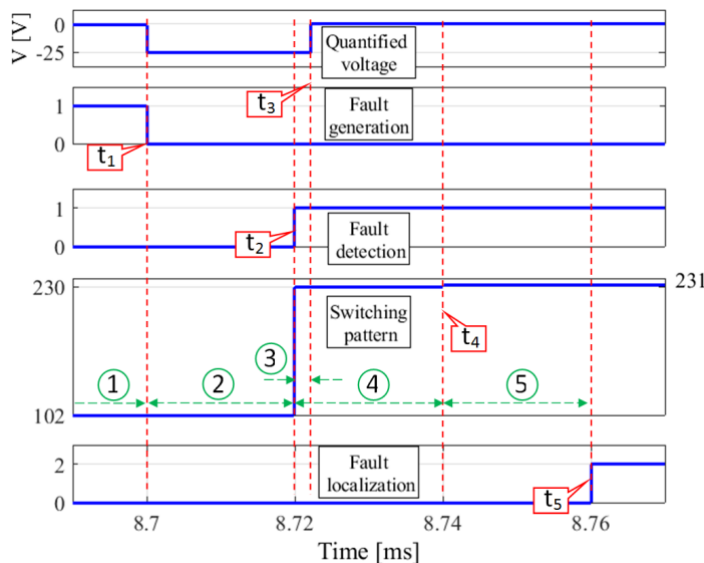 V [V]
0
-25
Quantified
voltage
t3
1
0
Fault
generation
t1
1
0
Fault
detection
t2
230
231
Switching
pattern
t4
3
1
2
4
5
102
2
0
Fault
localization
t5
8.7
8.72
8.74
8.76
Time [ms]